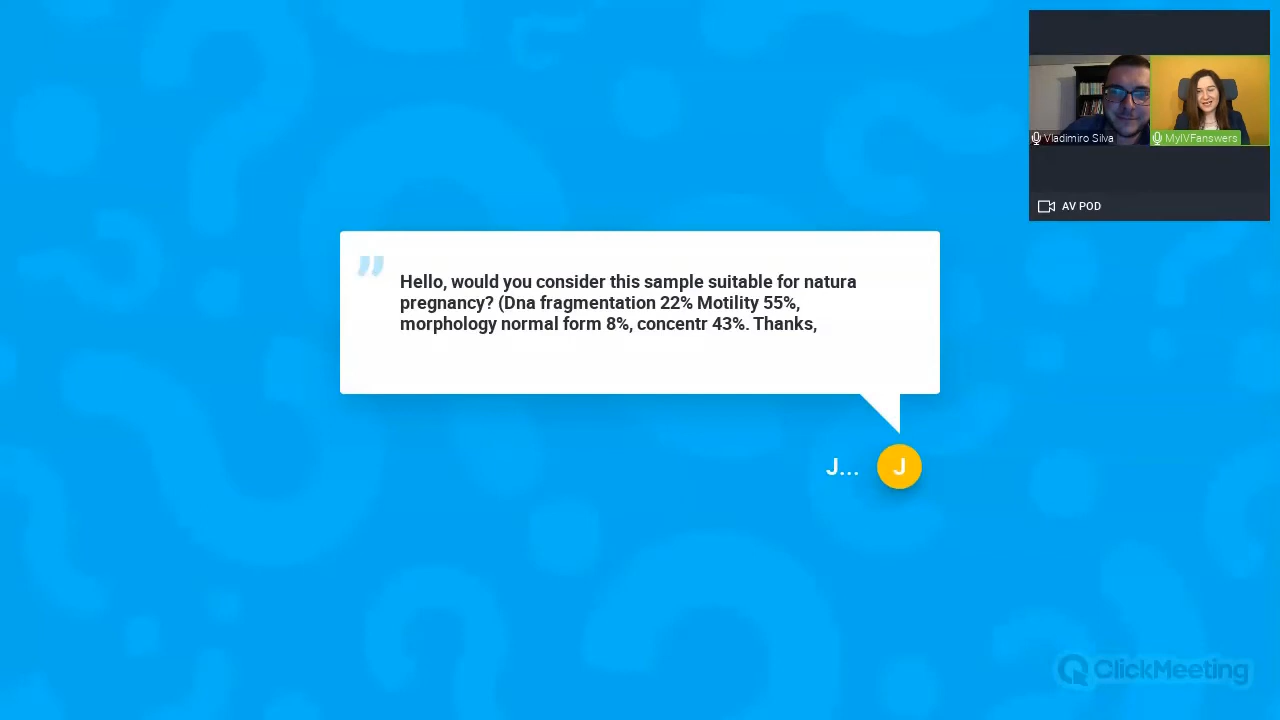 Vladimiro Silva
MyIVFanswers
AV POD
Hello, would you consider this sample suitable for natura
pregnancy? (Dna fragmentation 22% Motility 55%,
morphology normal form 8%, concentr 43%. Thanks,
J...
J
ClickMeeting